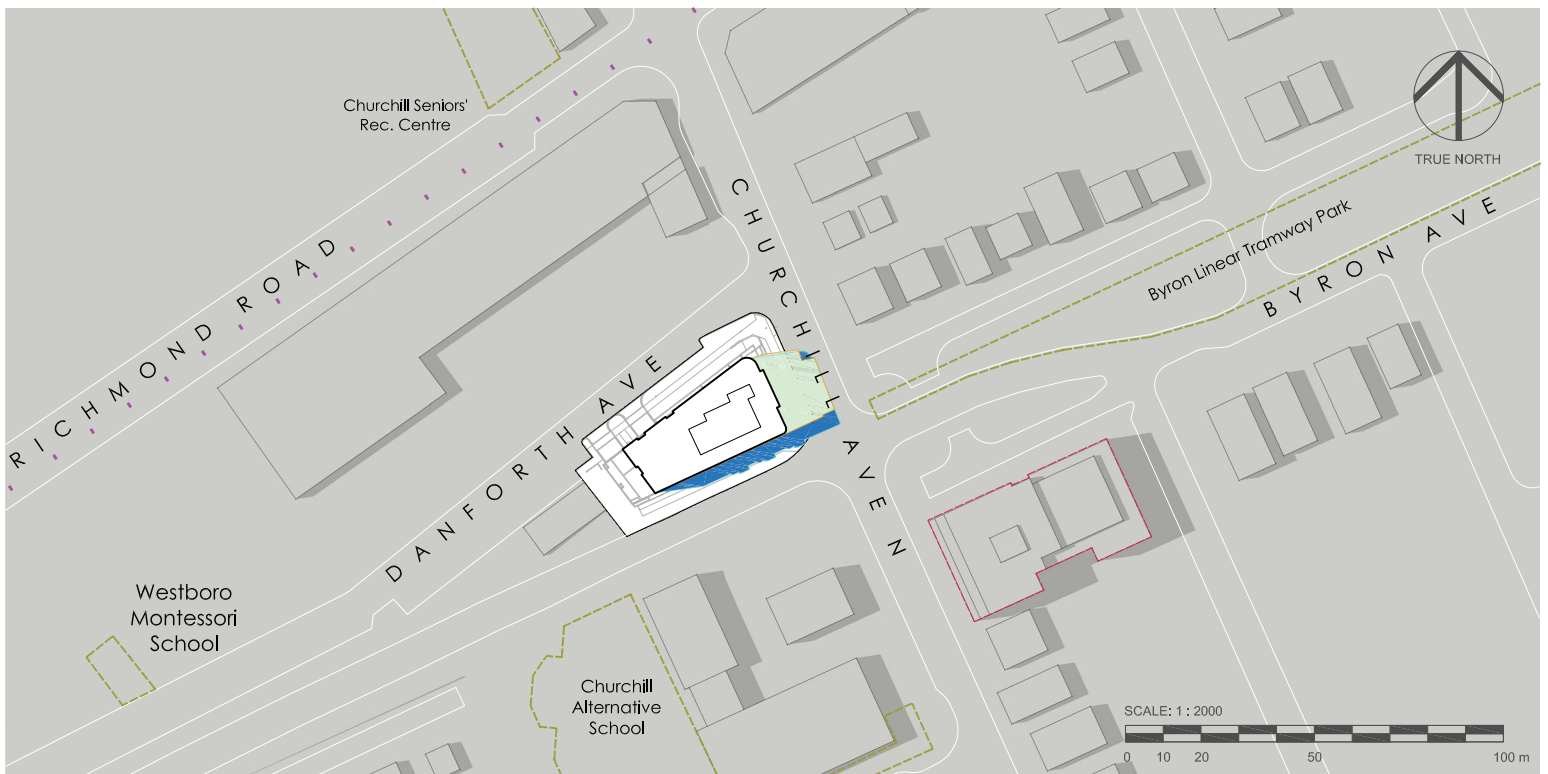 Churchill Seniors'
Rec. Centre
TRUE NORTH
CHURCHILL AVEN
RICHMOND ROAD
Byron Linear Tramway Park
BYRON AVE
DANFORTH AVE
Westboro
Montessori
School
Churchill
Alternative
School
SCALE: 1 : 2000
0 10 20 50 100 m